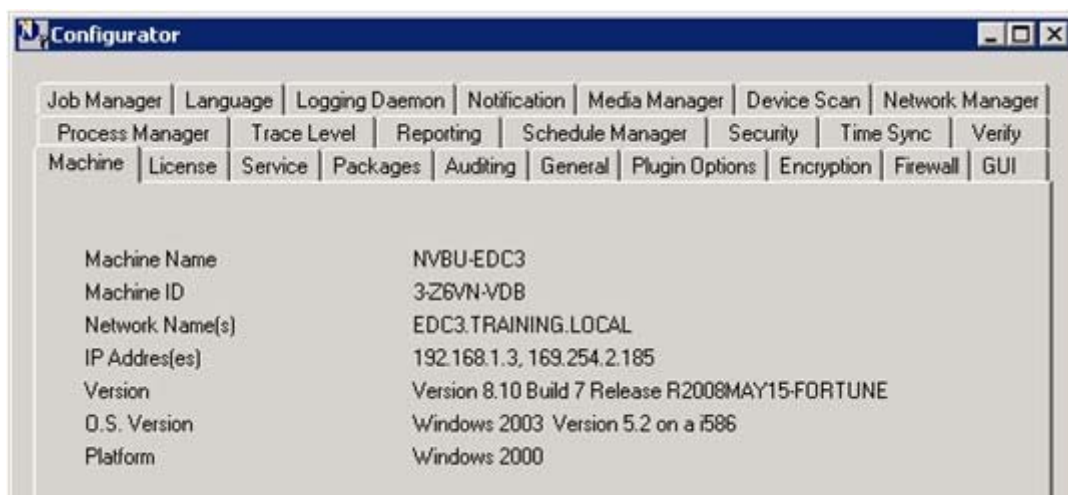 Configurator
Job Manager Language Logging Daemon Notification Media Manager Device Scan Network Manager
Process Manager Trace Level Reporting Schedule Manager Security Time Sync Verify
Machine License Service Packages Auditing General Plugin Options Encryption Firewall GUI
Machine Name NVBU-EDC3
Machine ID 3-Z6VN-VDB
Network Name(s) EDC3.TRAINING.LOCAL
IP Addres(es) 192.168.1.3, 169.254.2.185
Version Version 8.10 Build 7 Release R2008MAY15-FORTUNE
O.S. Version Windows 2003 Version 5.2 on a i586
Platform Windows 2000